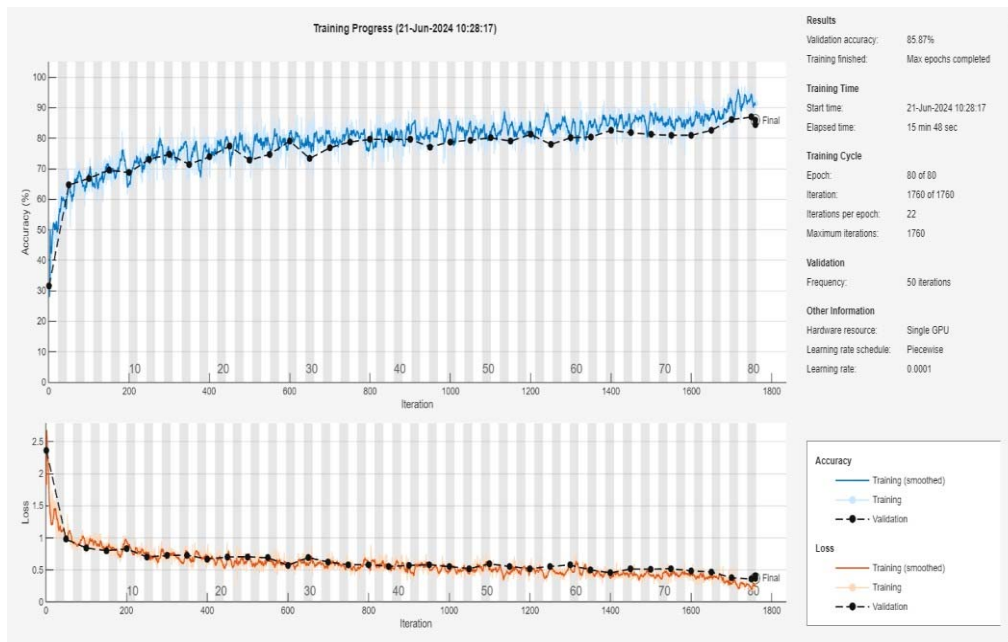 Training Progress (21-Jun-2024 10:28:17)
100
90
80
70
60
50
40
30
20
10
0
Accuracy (%)
Final
10 20 30 40 50 60 70 80
0 200 400 600 800 1000 1200 1400 1600 1800
Iteration
2.5
2
1.5
1
0.5
0
Loss
Final
10 20 30 40 50 60 70 80
0 200 400 600 800 1000 1200 1400 1600 1800
Iteration
Results
Validation accuracy: 85.87%
Training finished: Max epochs completed
Training Time
Start time: 21-Jun-2024 10:28:17
Elapsed time: 15 min 48 sec
Training Cycle
Epoch: 80 of 80
Iteration: 1760 of 1760
Iterations per epoch: 22
Maximum iterations: 1760
Validation
Frequency: 50 iterations
Other Information
Hardware resource: Single GPU
Learning rate schedule: Piecewise
Learning rate: 0.0001
Accuracy
Training (smoothed)
Training
Validation
Loss
Training (smoothed)
Training
Validation